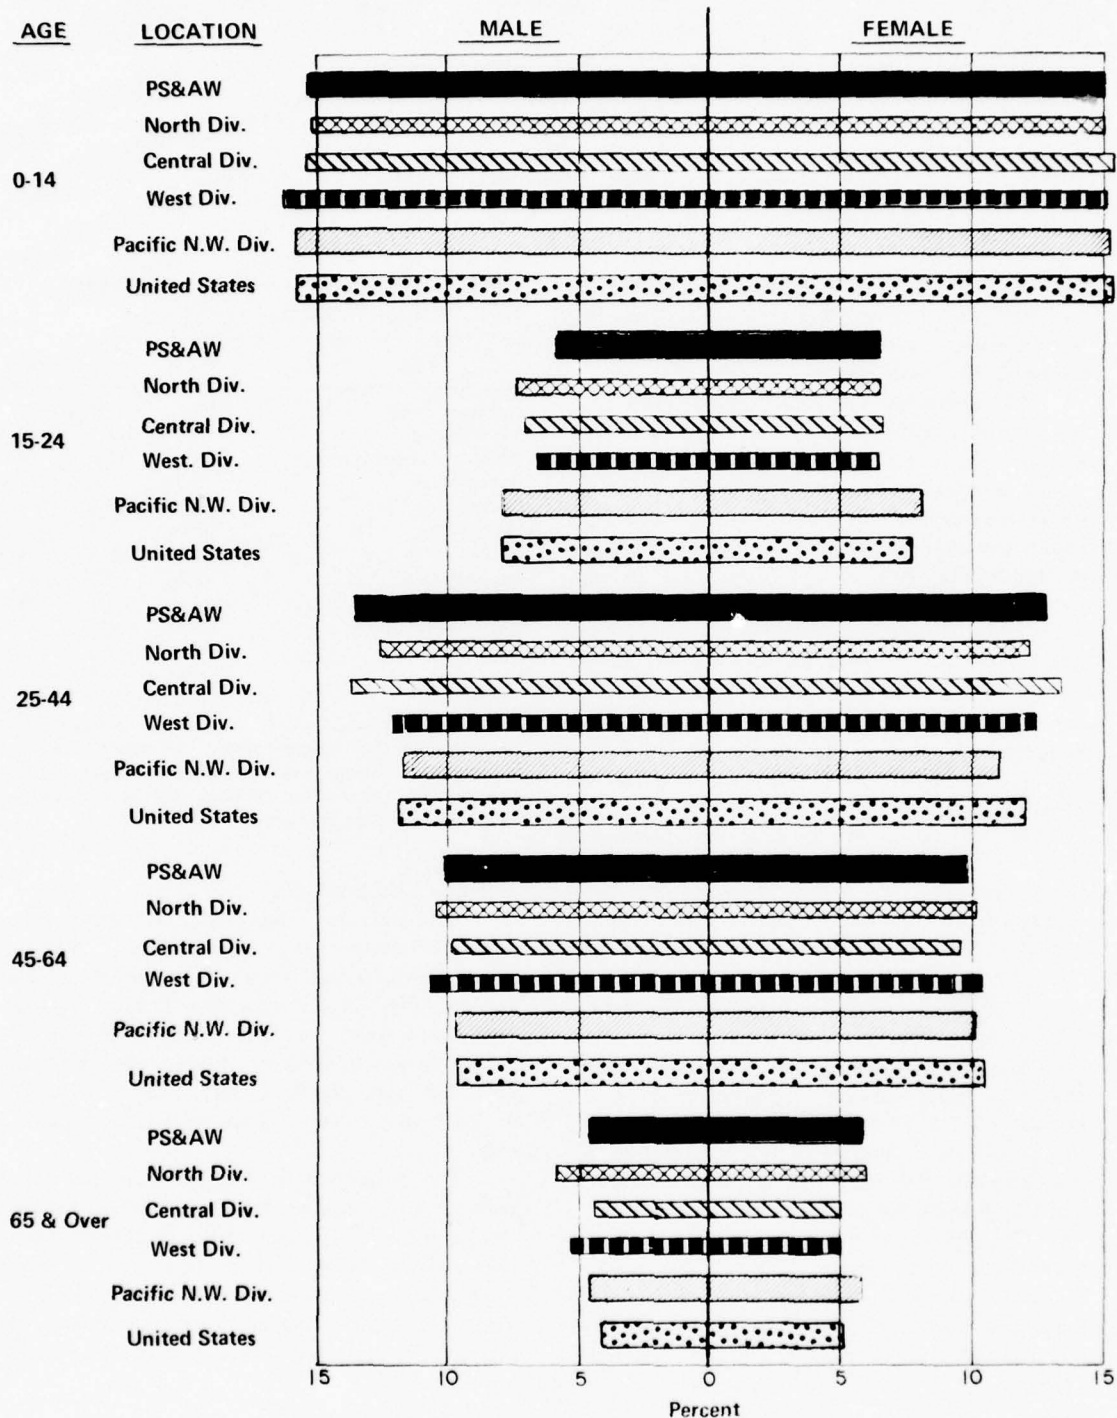 AGE LOCATION MALE FEMALE
PS&AW
North Div.
Central Div.
0-14
West Div.
Pacific N.W. Div.
United States
PS&AW
North Div.
Central Div.
15-24
West. Div.
Pacific N.W. Div.
United States
PS&AW
North Div.
Central Div.
25-44
West Div.
Pacific N.W. Div.
United States
PS&AW
North Div.
Central Div.
45-64
West Div.
Pacific N.W. Div.
United States
PS&AW
North Div.
Central Div.
65 & Over
West Div.
Pacific N.W. Div.
United States
15 10 5 0 5 10 15
Percent